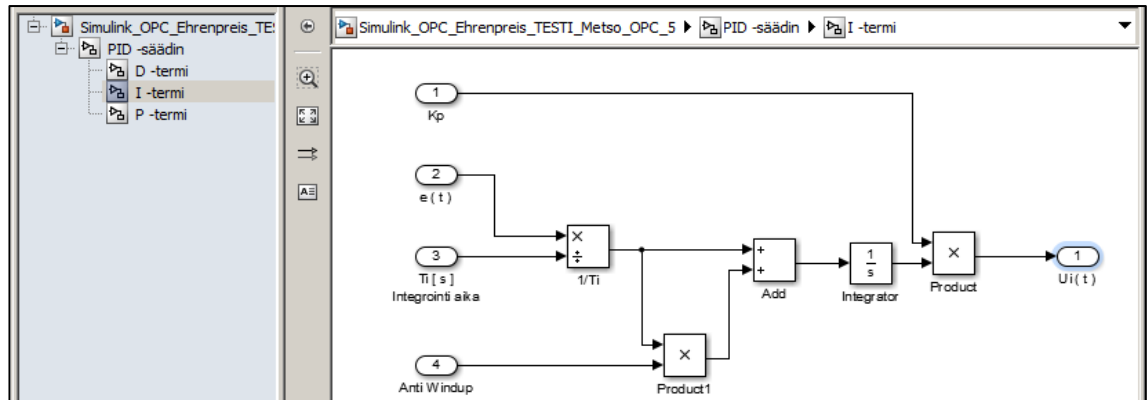 Simulink_OPC_Ehrenpreis_TES
PID -säädin
D -termi
I -termi
P -termi
Simulink_OPC_Ehrenpreis_TESTI_Metso_OPC_5 PID -säädin I -termi
1
Kp
2
e ( t )
3
Ti [ s ]
Integrointi aika
×
÷
1/Ti
4
Anti Windup
×
Product1
+
+
Add
1
s
Integrator
×
Product
1
Ui( t )